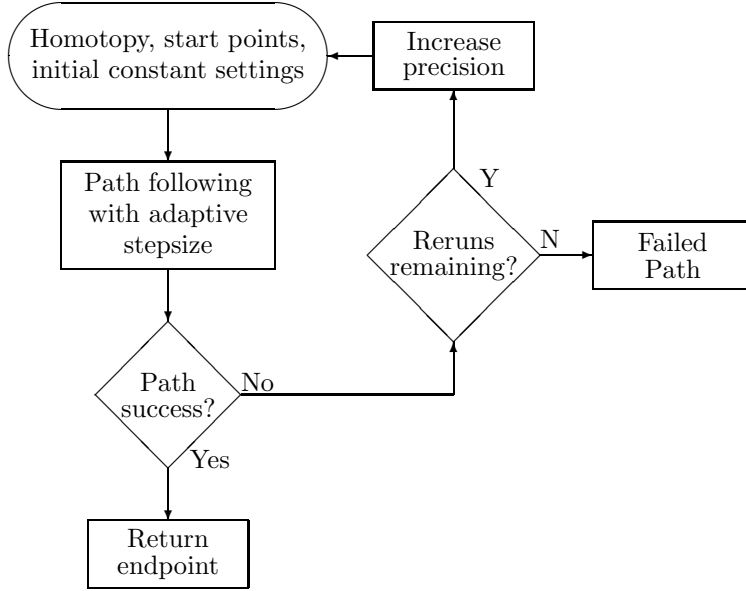 Homotopy, start points,
initial constant settings
Increase
precision
Path following
with adaptive
stepsize
Y
Reruns
remaining?
N
Failed
Path
Path
success?
No
Yes
Return
endpoint